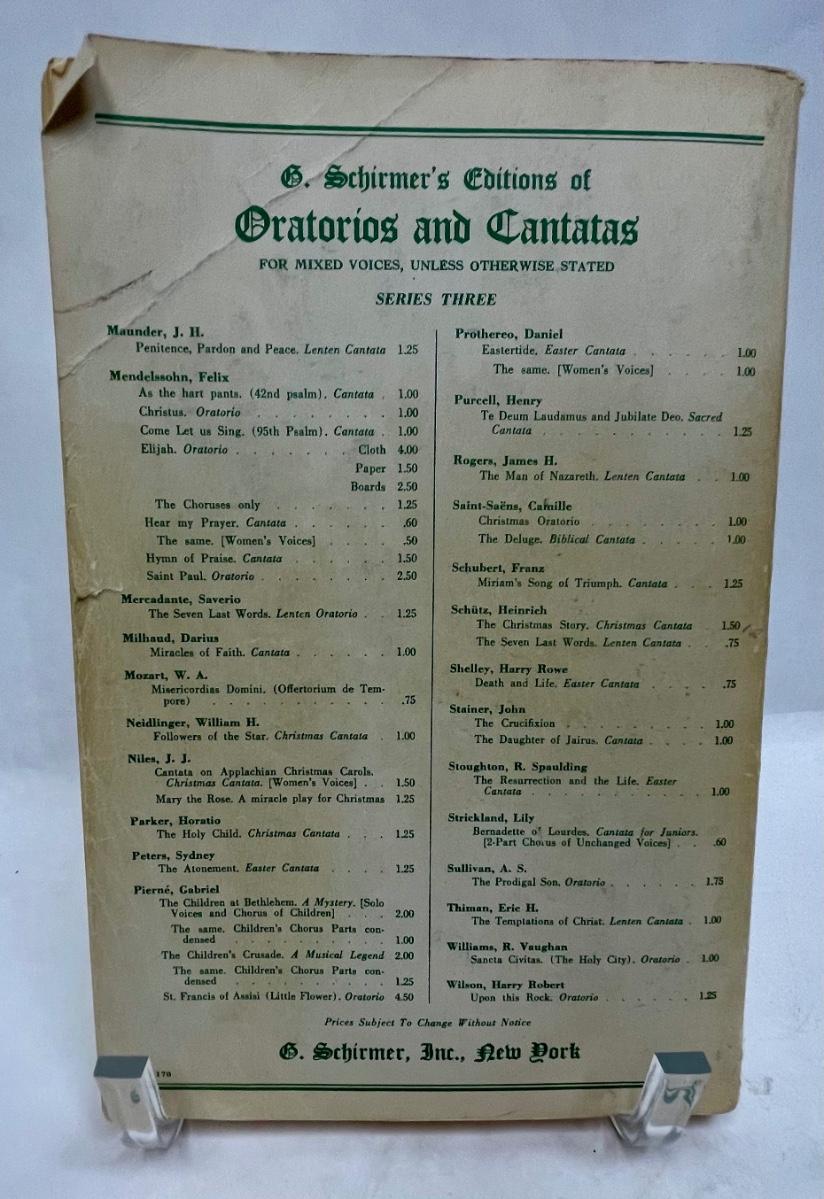 G. Schirmer's Editions of
Oratorios and Cantatas
FOR MIXED VOICES, UNLESS OTHERWISE STATED
SERIES THREE
Maunder, J. H.
Penitence, Pardon and Peace. Lenten Cantata 1.25
Mendelssohn, Felix
As the hart pants. (42nd psalm). Cantata . 1.00
Christus. Oratorio . . . . . . . . 1.00
Come Let us Sing. (95th Psalm). Cantata . 1.00
Elijah. Oratorio . . . . . . . Cloth 4.00
Paper 1.50
Boards 2.50
The Choruses only . . . . . . . 1.25
Hear my Prayer. Cantata . . . . . . .60
The same. [Women's Voices] . . . . .50
Hymn of Praise. Cantata . . . . . . 1.50
Saint Paul. Oratorio . . . . . . . . 2.50
Mercadante, Saverio
The Seven Last Words. Lenten Oratorio . . 1.25
Milhaud, Darius
Miracles of Faith. Cantata . . . . . . 1.00
Mozart, W. A.
Misericordias Domini. (Offertorium de Tem-
pore) . . . . . . . . . . . .75
Neidlinger, William H.
Followers of the Star. Christmas Cantata . 1.00
Niles, J. J.
Cantata on Applachian Christmas Carols.
Christmas Cantata. [Women's Voices] . . 1.50
Mary the Rose. A miracle play for Christmas 1.25
Parker, Horatio
The Holy Child. Christmas Cantata . . . 1.25
Peters, Sydney
The Atonement. Easter Cantata . . . . 1.25
Pierné, Gabriel
The Children at Bethlehem. A Mystery. [Solo
Voices and Chorus of Children] . . . 2.00
The same. Children's Chorus Parts con-
densed . . . . . . . . . . 1.00
The Children's Crusade. A Musical Legend 2.00
The same. Children's Chorus Parts con-
densed . . . . . . . . . . 1.25
St. Francis of Assisi (Little Flower). Oratorio 4.50
Prothereo, Daniel
Eastertide. Easter Cantata . . . . . . 1.00
The same. [Women's Voices] . . . . 1.00
Purcell, Henry
Te Deum Laudamus and Jubilate Deo. Sacred
Cantata . . . . . . . . . . . 1.25
Rogers, James H.
The Man of Nazareth. Lenten Cantata . . 1.00
Saint-Saëns, Camille
Christmas Oratorio . . . . . . . . 1.00
The Deluge. Biblical Cantata . . . . . 1.00
Schubert, Franz
Miriam's Song of Triumph. Cantata . . . 1.25
Schütz, Heinrich
The Christmas Story. Christmas Cantata . 1.50
The Seven Last Words. Lenten Cantata . . .75
Shelley, Harry Rowe
Death and Life. Easter Cantata . . . . .75
Stainer, John
The Crucifixion . . . . . . . . . 1.00
The Daughter of Jairus. Cantata . . . . 1.00
Stoughton, R. Spaulding
The Resurrection and the Life. Easter
Cantata . . . . . . . . . . . 1.00
Strickland, Lily
Bernadette of Lourdes. Cantata for Juniors.
[2-Part Chorus of Unchanged Voices] . . .60
Sullivan, A. S.
The Prodigal Son. Oratorio . . . . . . 1.75
Thiman, Eric H.
The Temptations of Christ. Lenten Cantata . 1.00
Williams, R. Vaughan
Sancta Civitas. (The Holy City). Oratorio . 1.00
Wilson, Harry Robert
Upon this Rock. Oratorio . . . . . . 1.25
Prices Subject To Change Without Notice
G. Schirmer, Inc., New York
170